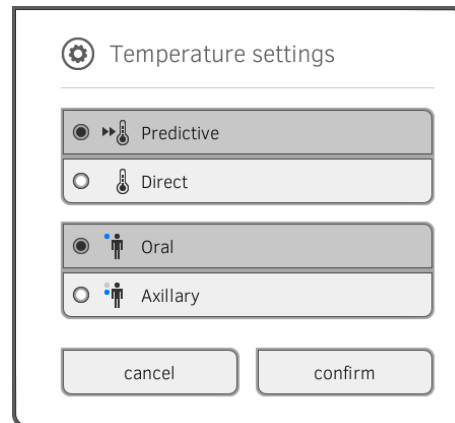 Temperature settings
Predictive
Direct
Oral
Axillary
cancel
confirm